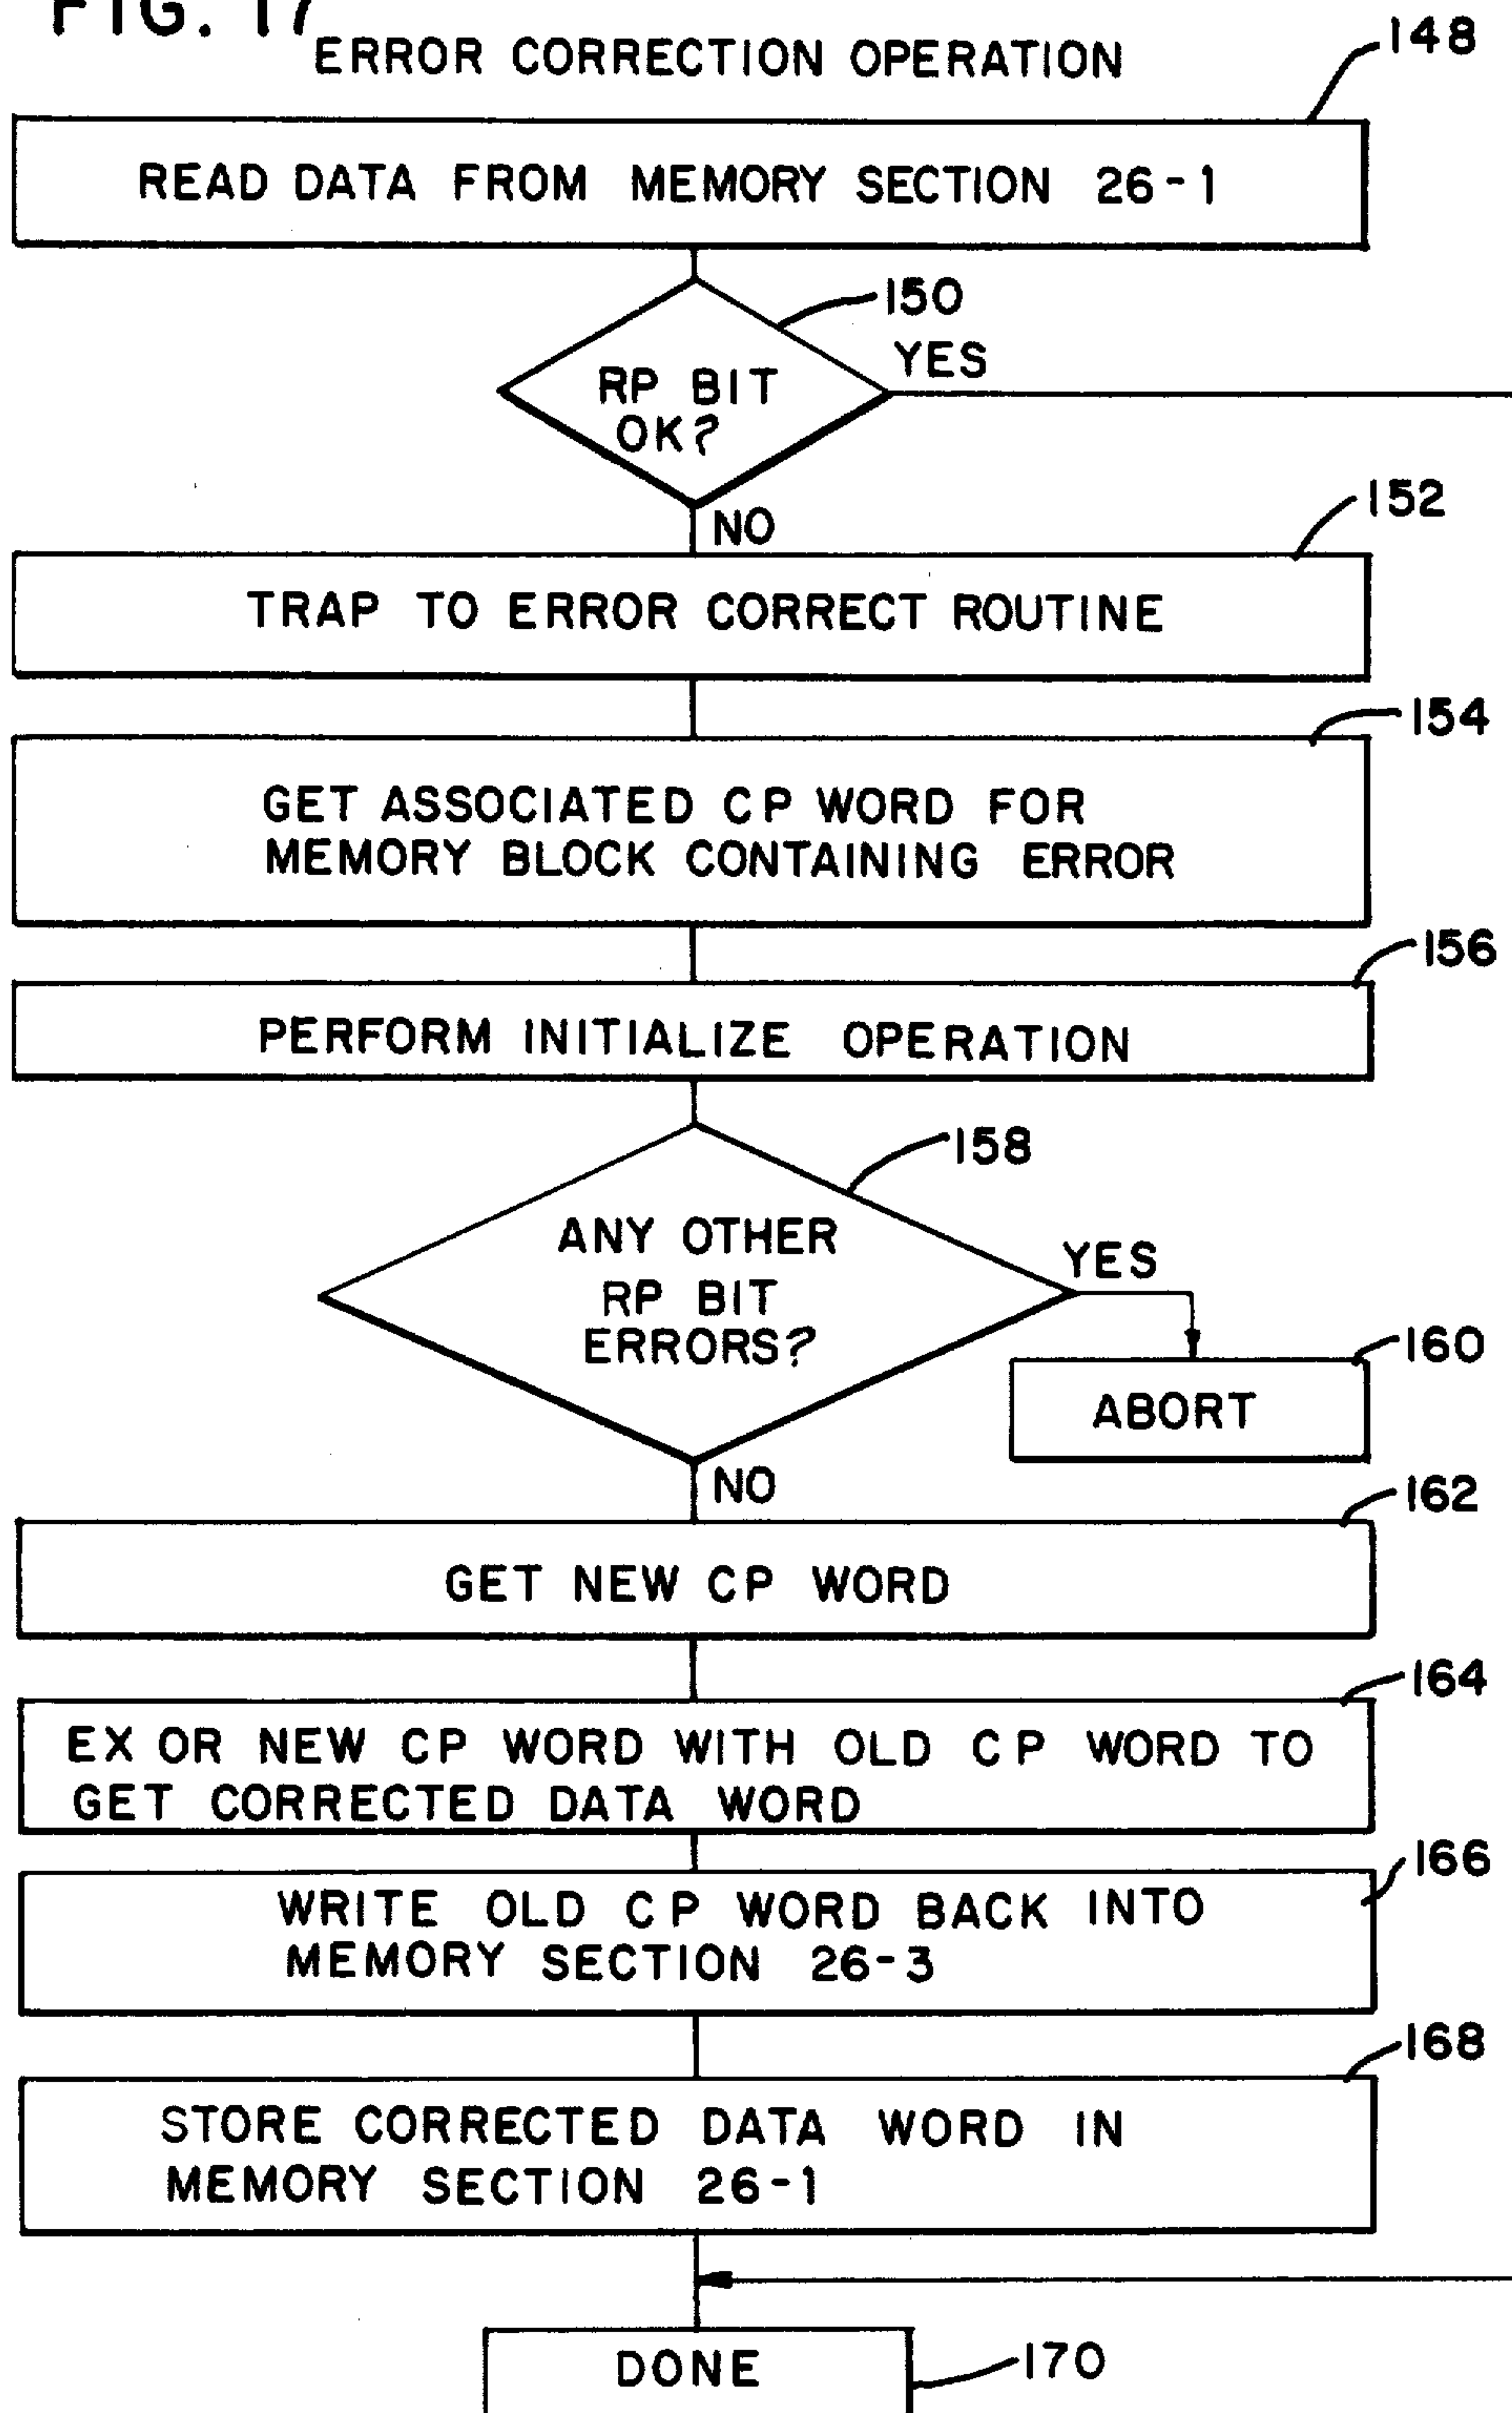 FIG. 17
ERROR CORRECTION OPERATION
148
READ DATA FROM MEMORY SECTION 26-1
150
YES
RP BIT
OK?
NO
152
TRAP TO ERROR CORRECT ROUTINE
154
GET ASSOCIATED CP WORD FOR
MEMORY BLOCK CONTAINING ERROR
156
PERFORM INITIALIZE OPERATION
158
ANY OTHER
RP BIT
ERRORS?
YES
160
ABORT
NO
162
GET NEW CP WORD
164
EX OR NEW CP WORD WITH OLD CP WORD TO
GET CORRECTED DATA WORD
166
WRITE OLD CP WORD BACK INTO
MEMORY SECTION 26-3
168
STORE CORRECTED DATA WORD IN
MEMORY SECTION 26-1
DONE
170